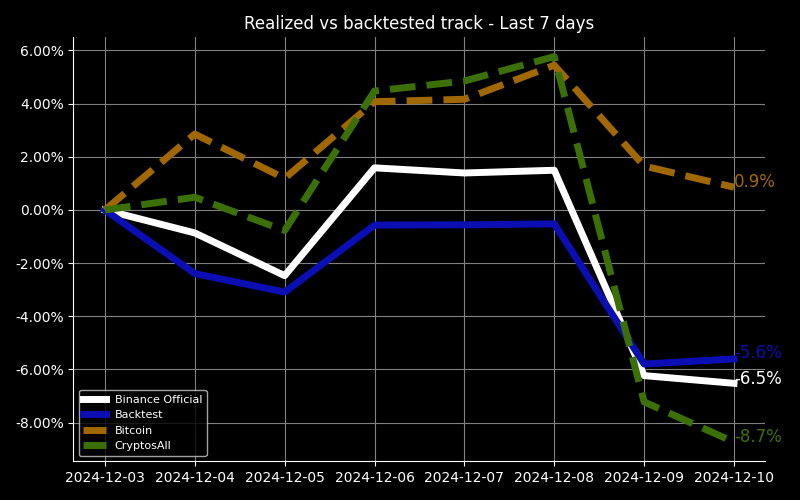 Realized vs backtested track - Last 7 days
6.00%
4.00%
2.00%
0.00%
-2.00%
-4.00%
-6.00%
-8.00%
0.9%
-5.6%
-6.5%
-8.7%
Binance Official
Backtest
Bitcoin
CryptosAll
2024-12-03 2024-12-04 2024-12-05 2024-12-06 2024-12-07 2024-12-08 2024-12-09 2024-12-10